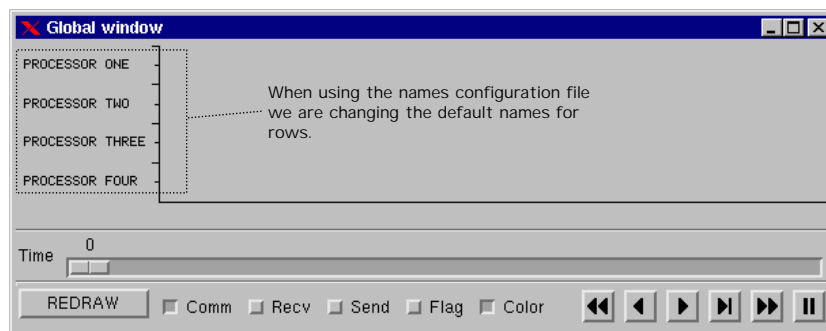 Global window
PROCESSOR ONE
PROCESSOR TWO
PROCESSOR THREE
PROCESSOR FOUR
When using the names configuration file
we are changing the default names for
rows.
Time
0
REDRAW
Comm
Recv
Send
Flag
Color